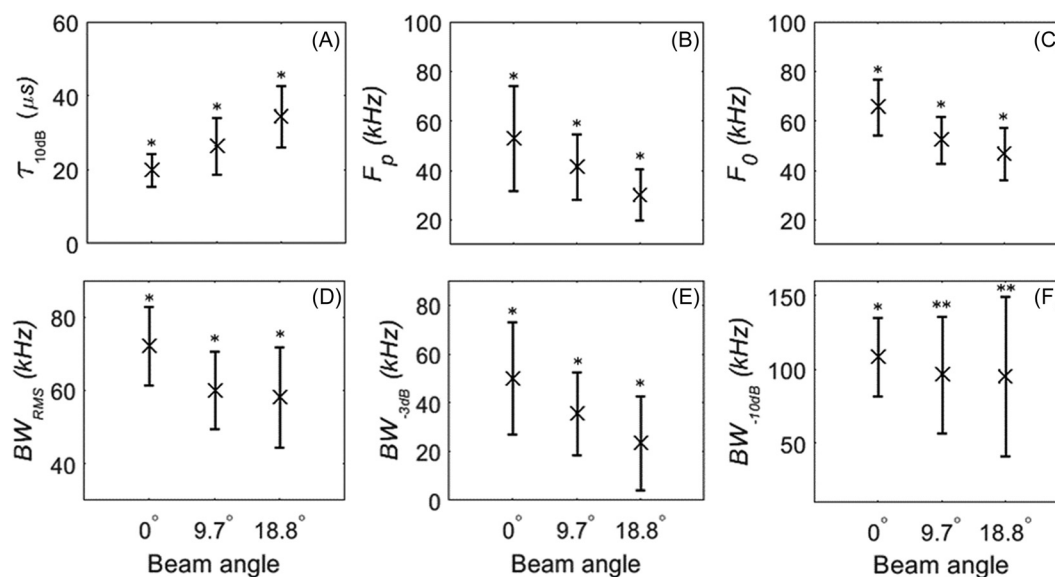 (A)
60
40
20
0
τ10dB (μs)
*
*
*
(B)
100
80
60
40
20
Fp (kHz)
*
*
*
(C)
100
80
60
40
20
F0 (kHz)
*
*
*
(D)
80
60
40
BWRMS (kHz)
*
*
*
0° 9.7° 18.8°
Beam angle
(E)
80
60
40
20
0
BW-3dB (kHz)
*
*
*
0° 9.7° 18.8°
Beam angle
(F)
150
100
50
BW-10dB (kHz)
*
**
**
0° 9.7° 18.8°
Beam angle